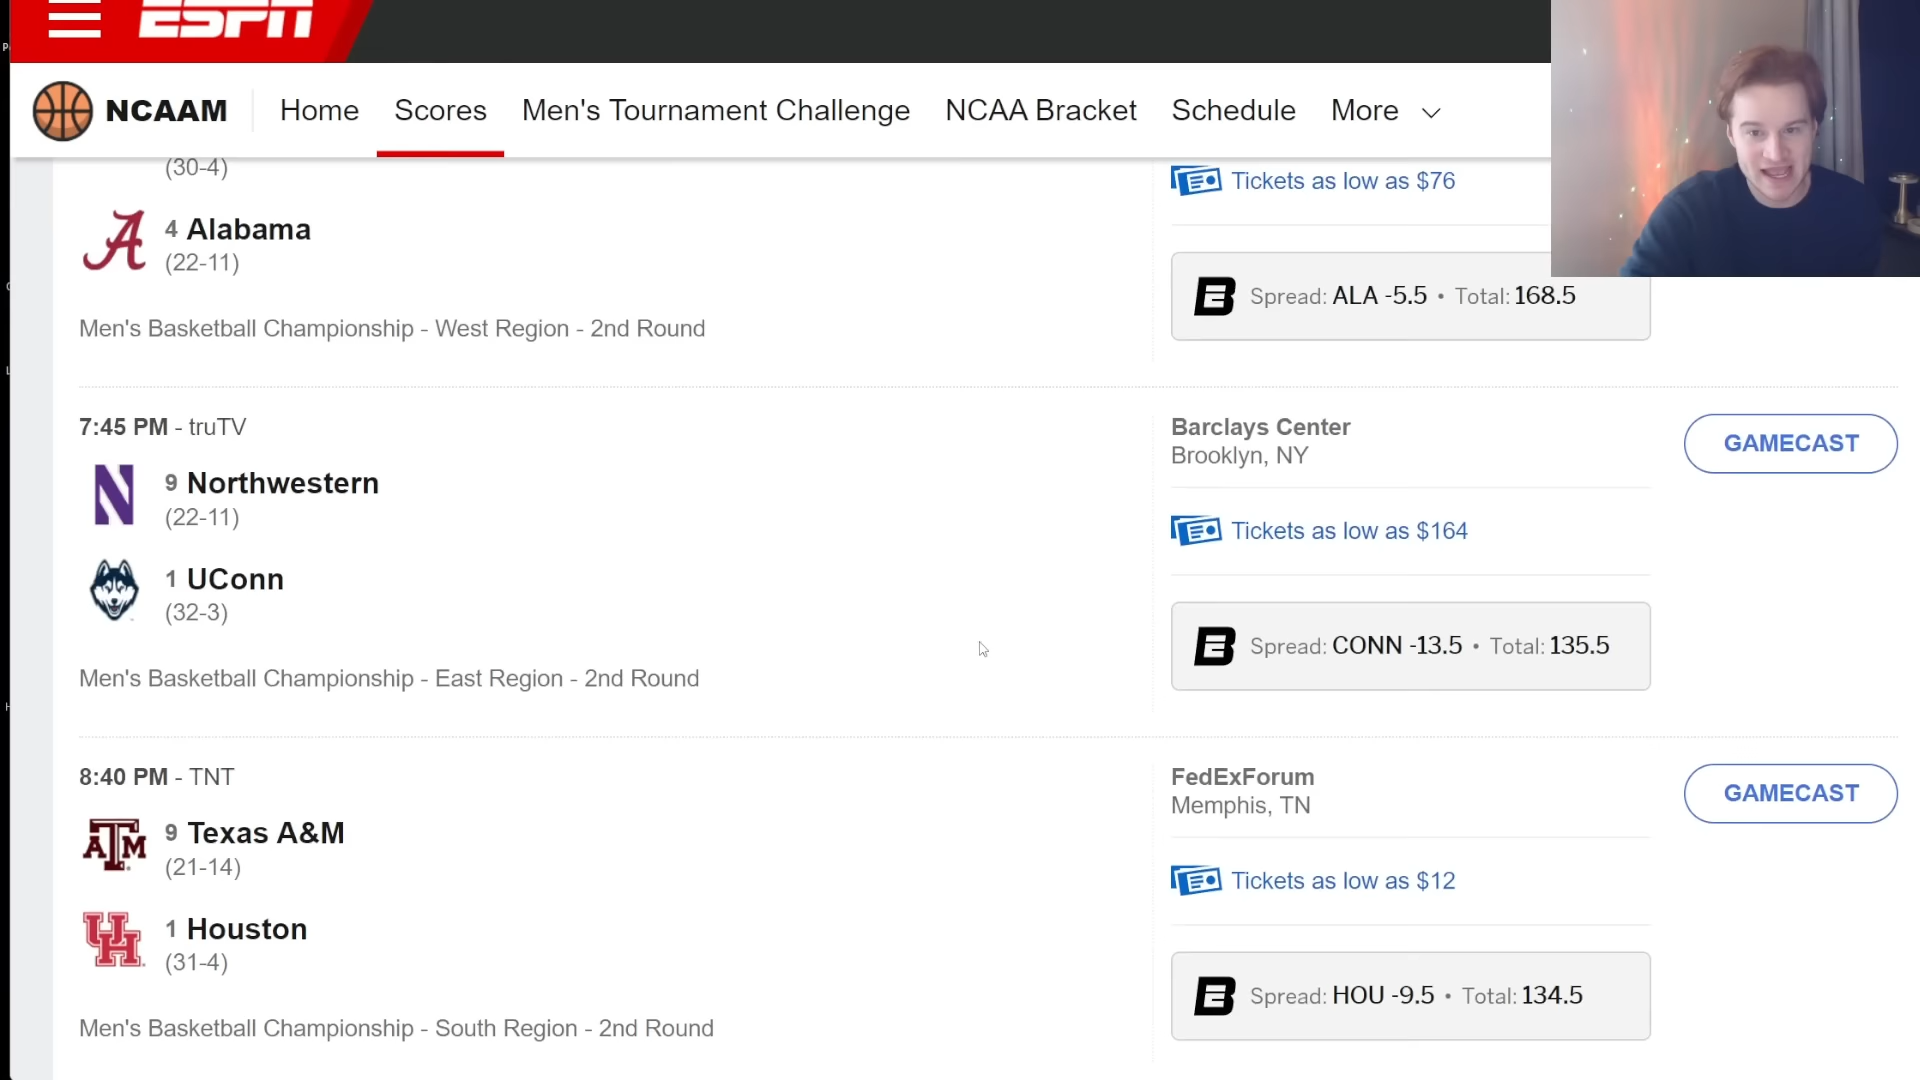 ESPN
NCAAM Home Scores Men's Tournament Challenge NCAA Bracket Schedule More
(30-4)
Tickets as low as $76
4 Alabama
(22-11)
Spread: ALA -5.5 • Total: 168.5
Men's Basketball Championship - West Region - 2nd Round
7:45 PM - truTV
Barclays Center
Brooklyn, NY
GAMECAST
9 Northwestern
(22-11)
Tickets as low as $164
1 UConn
(32-3)
Spread: CONN -13.5 • Total: 135.5
Men's Basketball Championship - East Region - 2nd Round
8:40 PM - TNT
FedExForum
Memphis, TN
GAMECAST
9 Texas A&M
(21-14)
Tickets as low as $12
1 Houston
(31-4)
Spread: HOU -9.5 • Total: 134.5
Men's Basketball Championship - South Region - 2nd Round